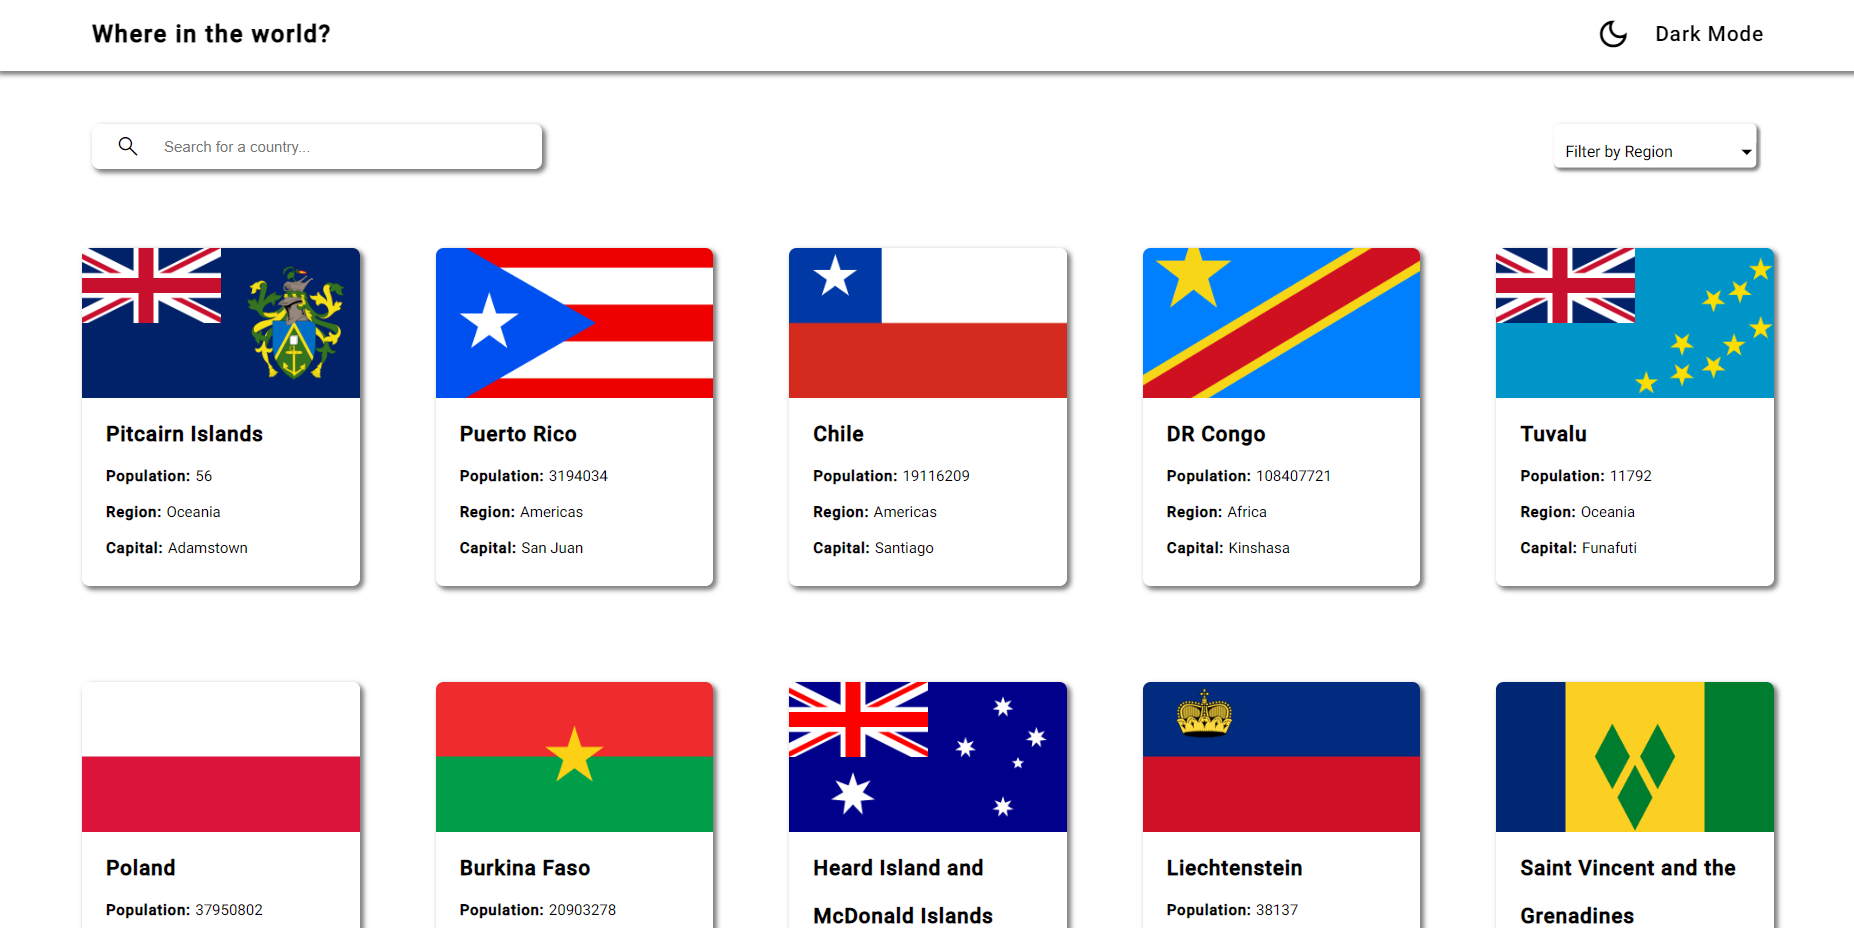 Where in the world?
Dark Mode
Search for a country...
Filter by Region
Pitcairn Islands
Population: 56
Region: Oceania
Capital: Adamstown
Puerto Rico
Population: 3194034
Region: Americas
Capital: San Juan
Chile
Population: 19116209
Region: Americas
Capital: Santiago
DR Congo
Population: 108407721
Region: Africa
Capital: Kinshasa
Tuvalu
Population: 11792
Region: Oceania
Capital: Funafuti
Poland
Population: 37950802
Burkina Faso
Population: 20903278
Heard Island and
McDonald Islands
Liechtenstein
Population: 38137
Saint Vincent and the
Grenadines